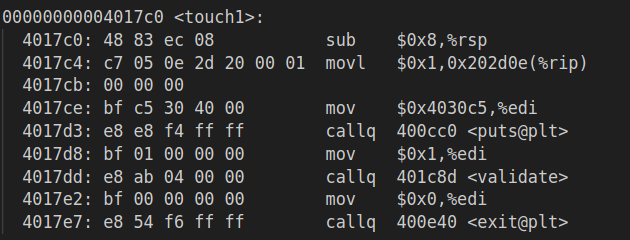 00000000004017c0 <touch1>:
4017c0: 48 83 ec 08 sub $0x8,%rsp
4017c4: c7 05 0e 2d 20 00 01 movl $0x1,0x202d0e(%rip)
4017cb: 00 00 00
4017ce: bf c5 30 40 00 mov $0x4030c5,%edi
4017d3: e8 e8 f4 ff ff callq 400cc0 <puts@plt>
4017d8: bf 01 00 00 00 mov $0x1,%edi
4017dd: e8 ab 04 00 00 callq 401c8d <validate>
4017e2: bf 00 00 00 00 mov $0x0,%edi
4017e7: e8 54 f6 ff ff callq 400e40 <exit@plt>